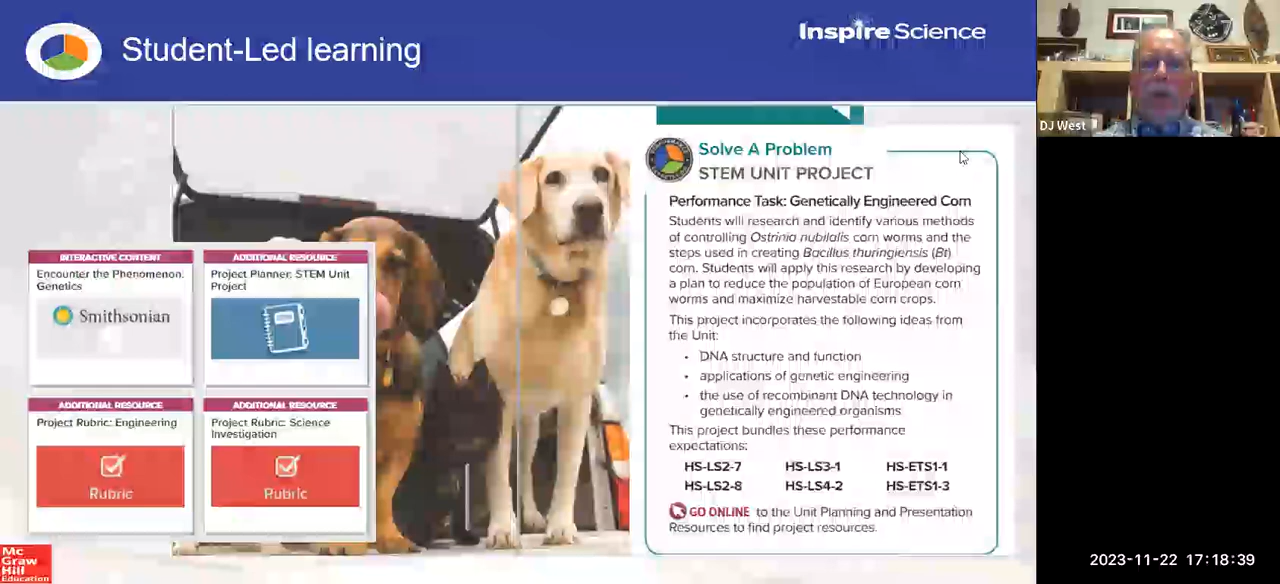 Student-Led learning
Inspire Science
DJ West
Solve A Problem
STEM UNIT PROJECT
Performance Task: Genetically Engineered Corn
Students will research and identify various methods
of controlling Ostrinia nubilalis corn worms and the
steps used in creating Bacillus thuringiensis (Bt)
corn. Students will apply this research by developing
a plan to reduce the population of European corn
worms and maximize harvestable corn crops.
This project incorporates the following ideas from
the Unit:
• DNA structure and function
• applications of genetic engineering
• the use of recombinant DNA technology in
genetically engineered organisms
This project bundles these performance
expectations:
HS-LS2-7 HS-LS3-1 HS-ETS1-1
HS-LS2-8 HS-LS4-2 HS-ETS1-3
GO ONLINE to the Unit Planning and Presentation
Resources to find project resources.
INTERACTIVE CONTENT
Encounter the Phenomenon:
Genetics
Smithsonian
ADDITIONAL RESOURCE
Project Planner: STEM Unit
Project
ADDITIONAL RESOURCE
Project Rubric: Engineering
Rubric
ADDITIONAL RESOURCE
Project Rubric: Science
Investigation
Rubric
Mc
Graw
Hill
Education
2023-11-22 17:18:39